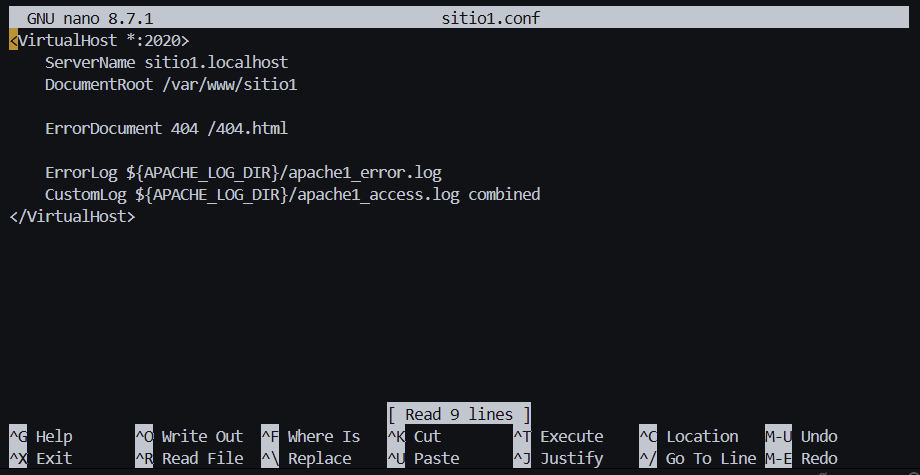 GNU nano 8.7.1 sitio1.conf
<VirtualHost *:2020>
    ServerName sitio1.localhost
    DocumentRoot /var/www/sitio1

    ErrorDocument 404 /404.html

    ErrorLog ${APACHE_LOG_DIR}/apache1_error.log
    CustomLog ${APACHE_LOG_DIR}/apache1_access.log combined
</VirtualHost>
[ Read 9 lines ]
^G Help ^O Write Out ^F Where Is ^K Cut ^T Execute ^C Location M-U Undo
^X Exit ^R Read File ^\ Replace ^U Paste ^J Justify ^/ Go To Line M-E Redo